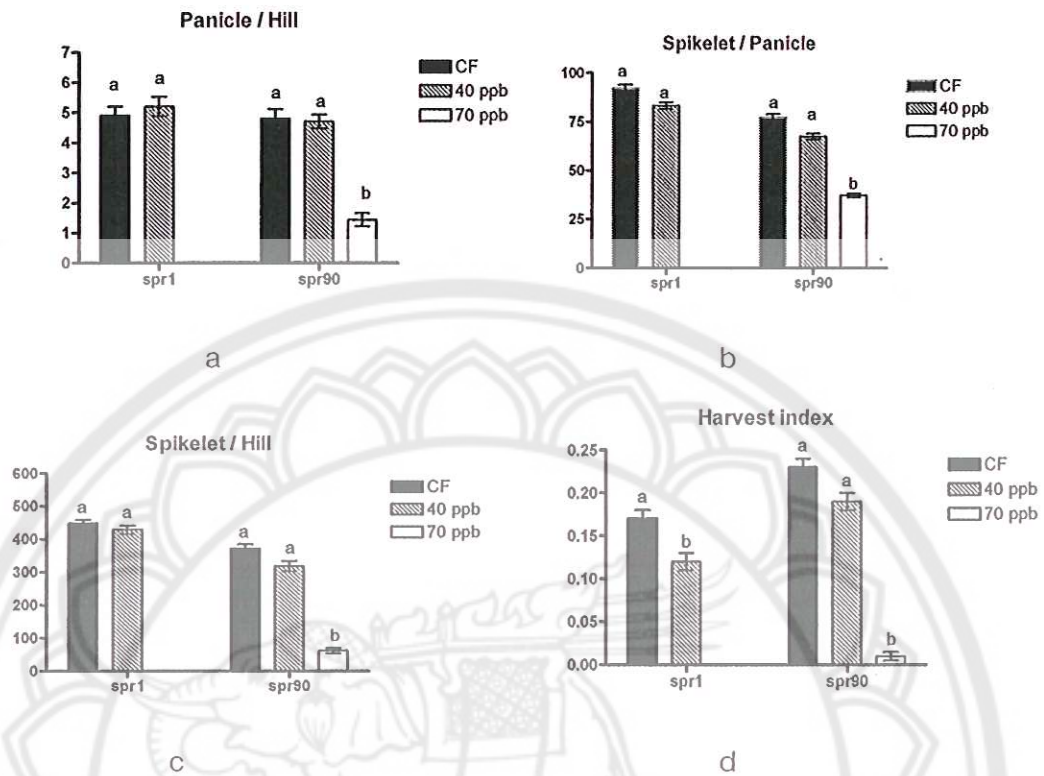 Panicle / Hill
7
6
5
4
3
2
1
0
a
a
a
a
b
spr1
spr90
CF
40 ppb
70 ppb
a
Spikelet / Panicle
100
75
50
25
0
a
a
a
a
b
spr1
spr90
CF
40 ppb
70 ppb
b
Spikelet / Hill
600
500
400
300
200
100
0
a
a
a
a
b
spr1
spr90
CF
40 ppb
70 ppb
c
Harvest index
0.25
0.20
0.15
0.10
0.05
0.00
a
b
a
a
b
spr1
spr90
CF
40 ppb
70 ppb
d